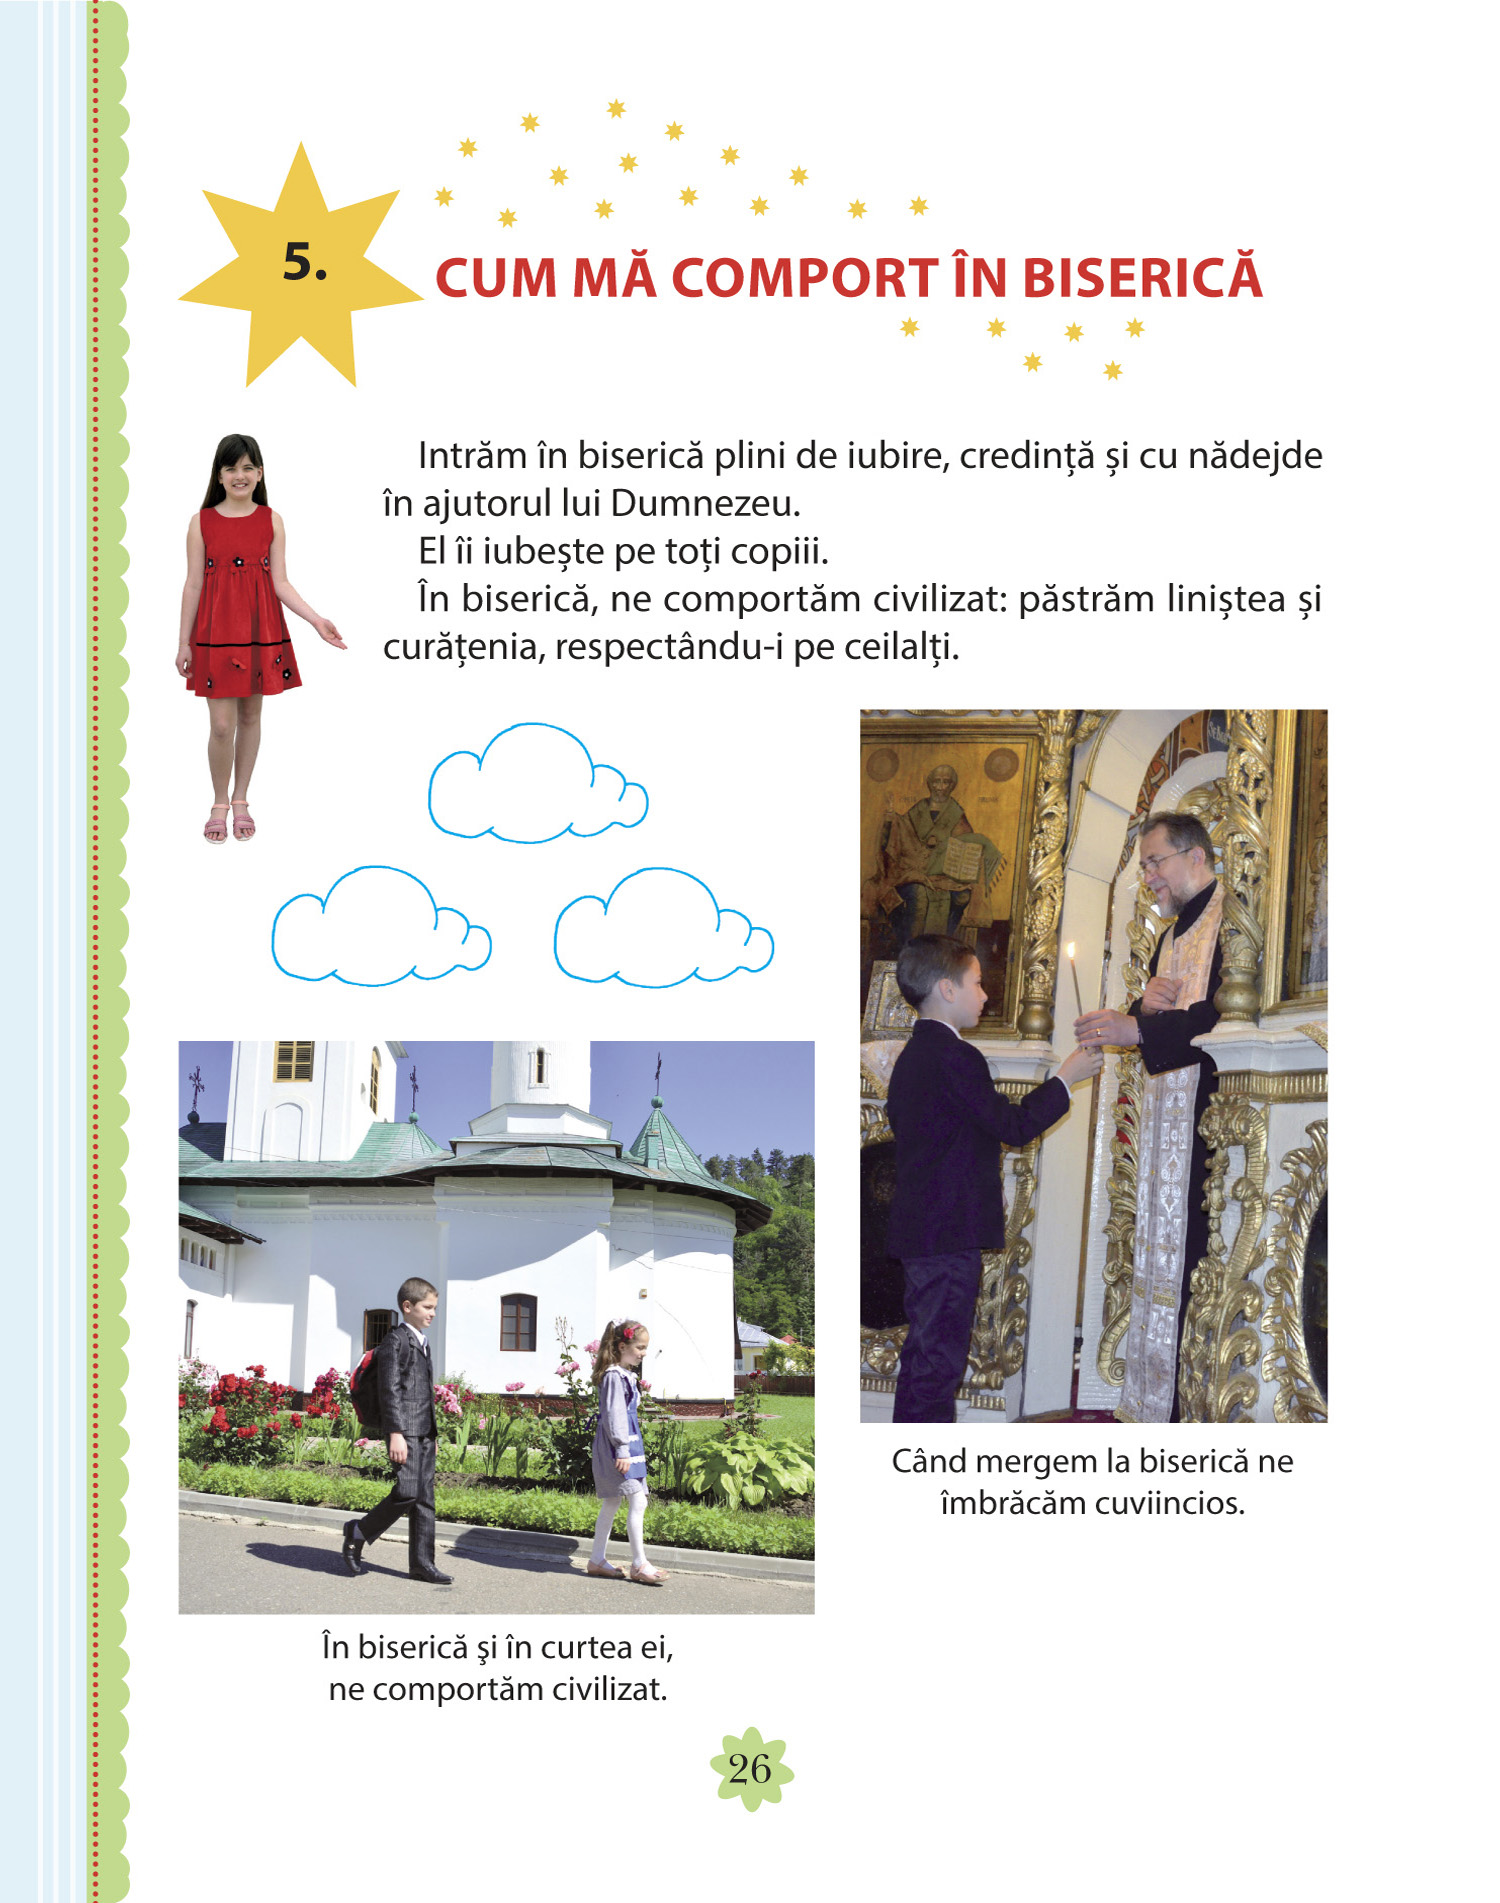 5.
CUM MĂ COMPORT ÎN BISERICĂ
Intrăm în biserică plini de iubire, credință și cu nădejde
în ajutorul lui Dumnezeu.
El îi iubește pe toți copiii.
În biserică, ne comportăm civilizat: păstrăm liniștea și
curățenia, respectându-i pe ceilalți.
Când mergem la biserică ne
îmbrăcăm cuviincios.
În biserică şi în curtea ei,
ne comportăm civilizat.
26